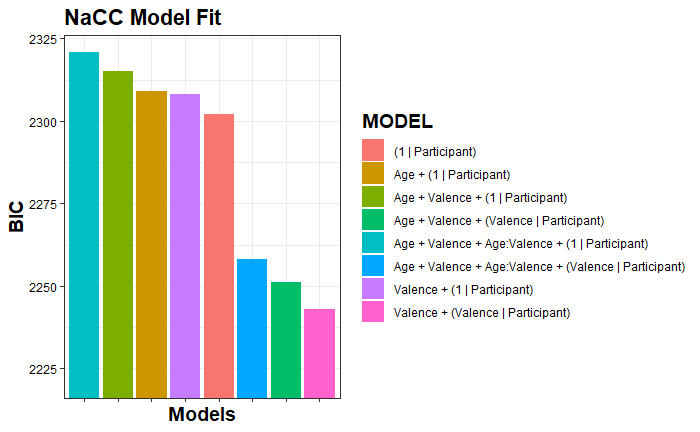 NaCC Model Fit
2325
2300
2275
2250
2225
BIC
Models
MODEL
(1 | Participant)
Age + (1 | Participant)
Age + Valence + (1 | Participant)
Age + Valence + (Valence | Participant)
Age + Valence + Age:Valence + (1 | Participant)
Age + Valence + Age:Valence + (Valence | Participant)
Valence + (1 | Participant)
Valence + (Valence | Participant)